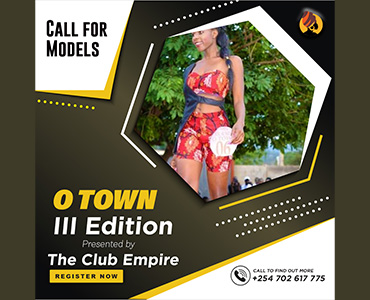 CALL FOR
MODELS
06
O TOWN
III Edition
Presented by
The Club Empire
REGISTER NOW
CALL TO FIND OUT MORE
+254 702 617 775